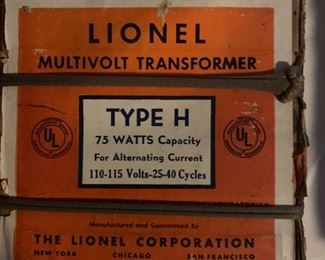 LIONEL
MULTIVOLT TRANSFORMER
TYPE H
75 WATTS Capacity
For Alternating Current
110-115 Volts-25-40 Cycles
UL
UL
Manufactured and Guaranteed by
THE LIONEL CORPORATION
NEW YORK CHICAGO SAN FRANCISCO